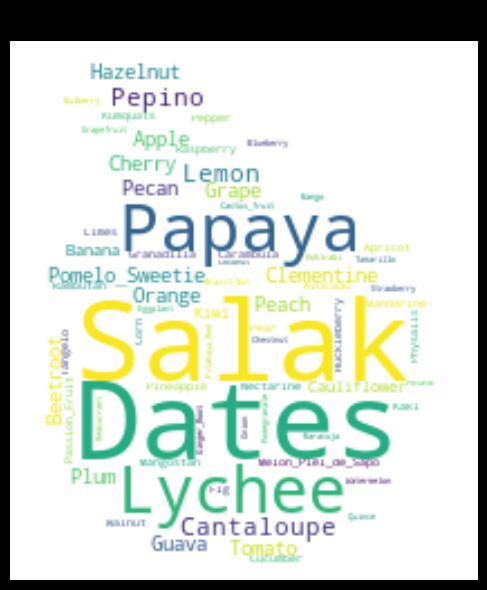 Hazelnut
Mulberry
Pepino
Kumquats
Pepper
Grapefruit
Apple
Raspberry
Blueberry
Cherry
Lemon
Pecan
Grape
Mango
Cactus_fruit
Papaya
Limes
Banana
Granadilla
Carambula
Kohlrabi
Apricot
Tamarillo
Pomelo_Sweetie
Clementine
Rambutan
Avocado
Strawberry
Orange
Peach
Mandarine
Eggplant
Kiwi
Salak
Corn
Pear
Chestnut
Huckleberry
Physalis
Tangelo
Beetroot
Passion_Fruit
Pineapple
Nectarine
Cauliflower
Dates
Redcurrant
Ginger_Root
Onion
Pomegranate
Kaki
Maracuja
Mangostan
Melon_Piel_de_Sapo
Plum
Lychee
Fig
Watermelon
Walnut
Cantaloupe
Quince
Guava
Tomato
Cucumber